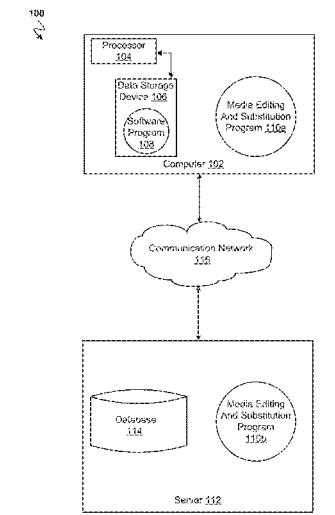 100
Processor
104
Data Storage
Device 106
Software
Program
108
Media Editing
And Substitution
Program 110a
Computer 102
Communication Network
116
Database
114
Media Editing
And Substitution
Program
110b
Server 112